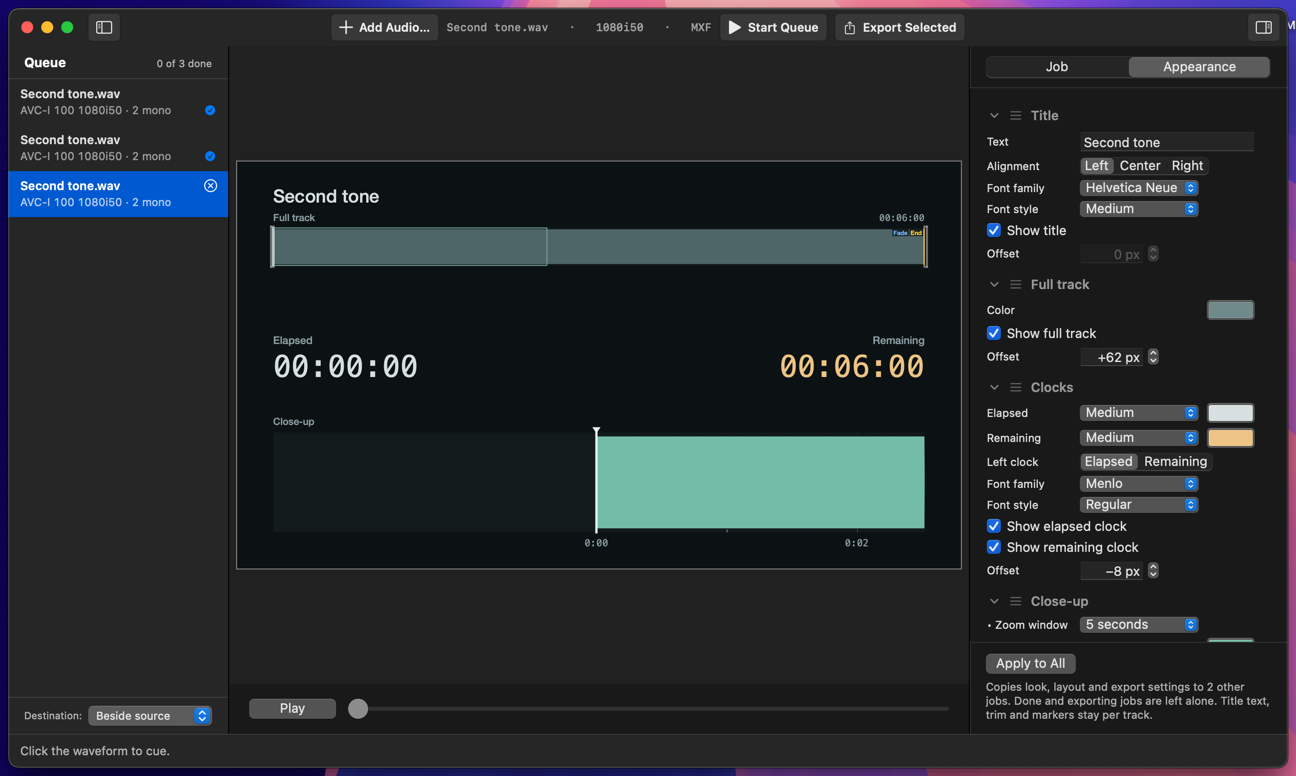 Add Audio... Second tone.wav · 1080i50 · MXF Start Queue Export Selected
Queue 0 of 3 done
Second tone.wav
AVC-I 100 1080i50 · 2 mono
Second tone.wav
AVC-I 100 1080i50 · 2 mono
Second tone.wav
AVC-I 100 1080i50 · 2 mono
Destination: Beside source
Click the waveform to cue.
Second tone
Full track 00:06:00
Fade End
Elapsed Remaining
00:00:00 00:06:00
Close-up
0:00 0:02
Play
Job Appearance
Title
Text Second tone
Alignment Left Center Right
Font family Helvetica Neue
Font style Medium
Show title
Offset 0 px
Full track
Color
Show full track
Offset +62 px
Clocks
Elapsed Medium
Remaining Medium
Left clock Elapsed Remaining
Font family Menlo
Font style Regular
Show elapsed clock
Show remaining clock
Offset −8 px
Close-up
• Zoom window 5 seconds
Apply to All
Copies look, layout and export settings to 2 other
jobs. Done and exporting jobs are left alone. Title text,
trim and markers stay per track.